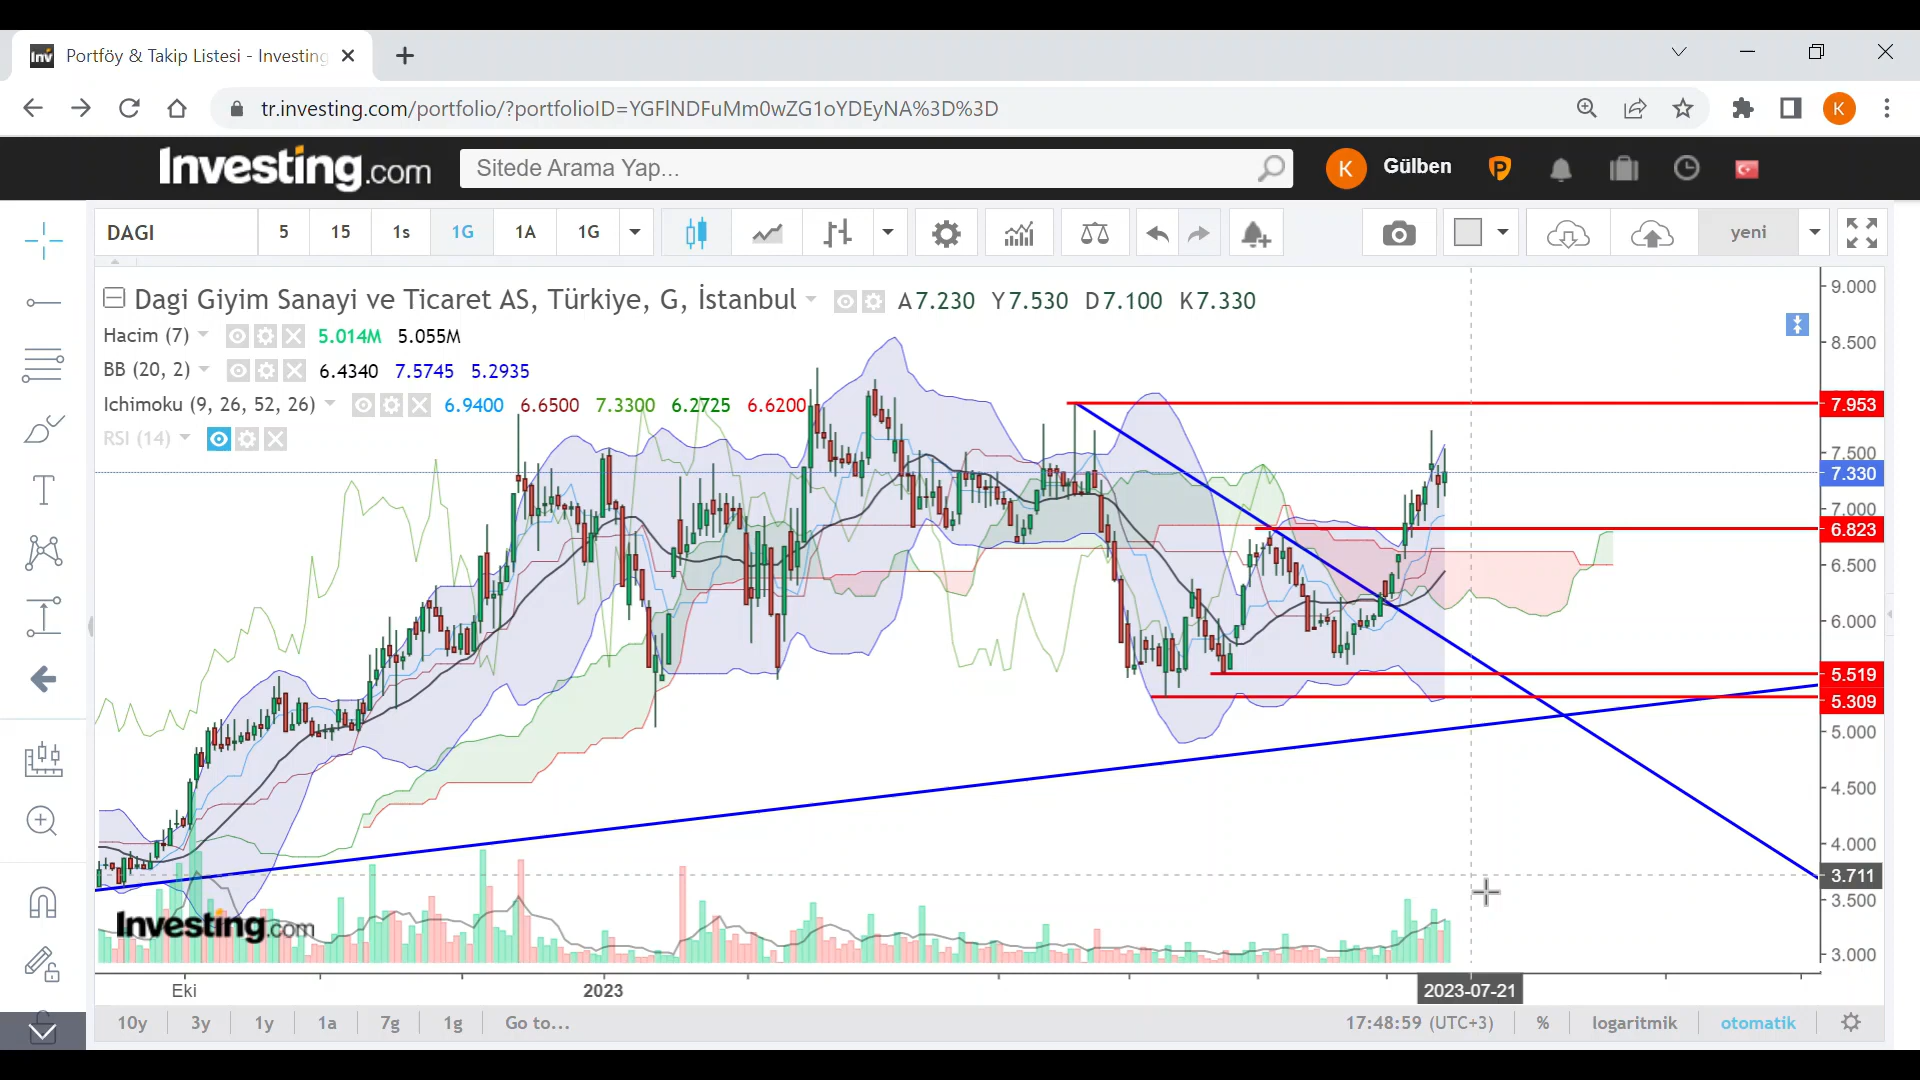 Portföy & Takip Listesi - Investing
tr.investing.com/portfolio/?portfolioID=YGFlNDFuMm0wZG1oYDEyNA%3D%3D
K
Investing.com
Sitede Arama Yap...
K Gülben
DAGI 5 15 1s 1G 1A 1G yeni
Dagi Giyim Sanayi ve Ticaret AS, Türkiye, G, İstanbul A7.230 Y7.530 D7.100 K7.330
Hacim (7) 5.014M 5.055M
BB (20, 2) 6.4340 7.5745 5.2935
Ichimoku (9, 26, 52, 26) 6.9400 6.6500 7.3300 6.2725 6.6200
RSI (14)
9.000
8.500
7.953
7.500
7.330
7.000
6.823
6.500
6.000
5.519
5.309
5.000
4.500
4.000
3.711
3.500
3.000
Investing.com
Eki 2023 2023-07-21
10y 3y 1y 1a 7g 1g Go to... 17:48:59 (UTC+3) % logaritmik otomatik